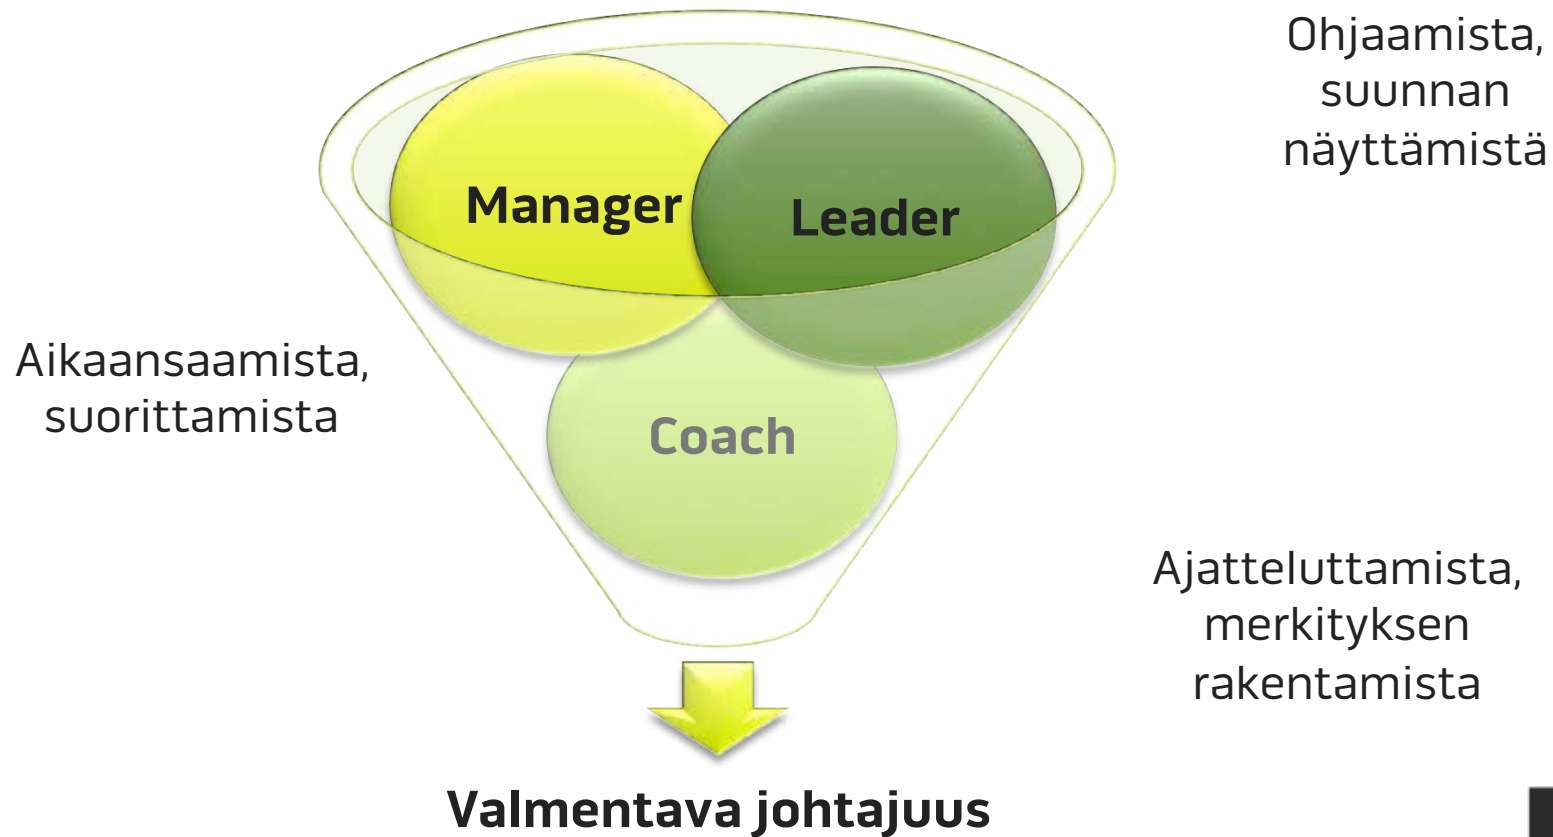 Ohjaamista,
suunnan
näyttämistä
Manager
Leader
Aikaansaamista,
suorittamista
Coach
Ajatteluttamista,
merkityksen
rakentamista
Valmentava johtajuus